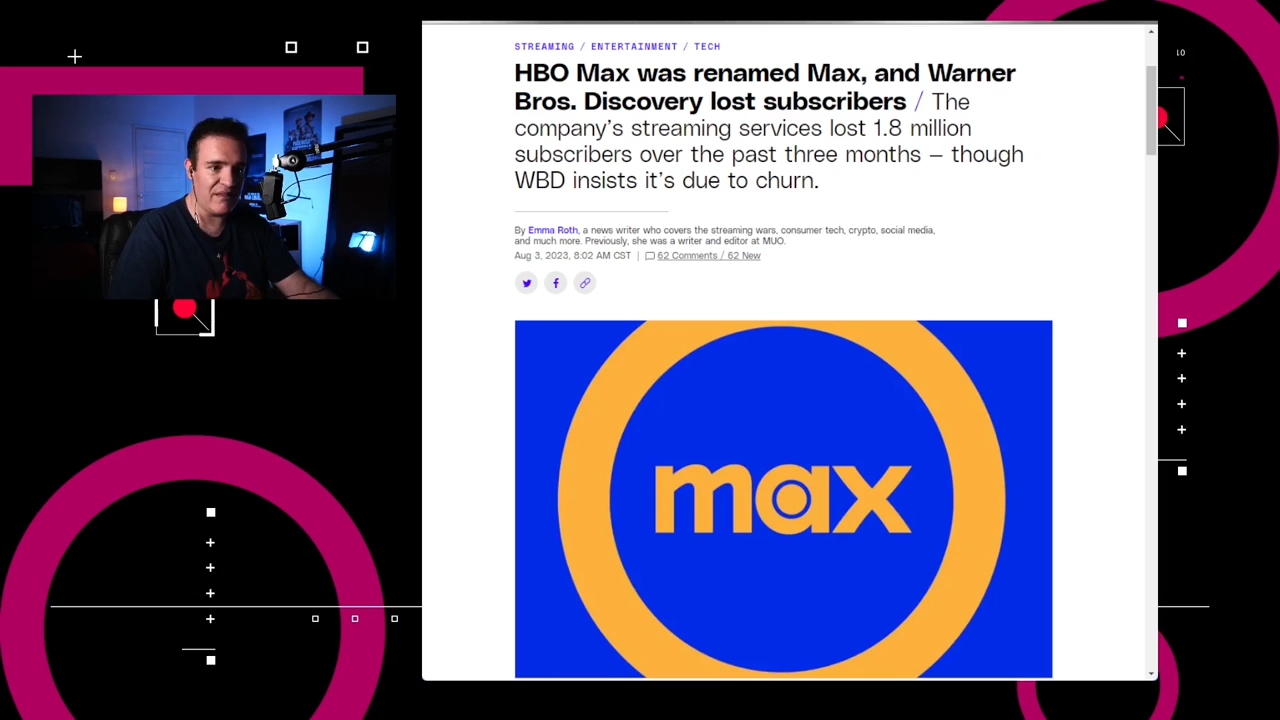 STREAMING / ENTERTAINMENT / TECH
HBO Max was renamed Max, and Warner
Bros. Discovery lost subscribers / The
company's streaming services lost 1.8 million
subscribers over the past three months – though
WBD insists it's due to churn.
By Emma Roth, a news writer who covers the streaming wars, consumer tech, crypto, social media,
and much more. Previously, she was a writer and editor at MUO.
Aug 3, 2023, 8:02 AM CST | 62 Comments / 62 New
max